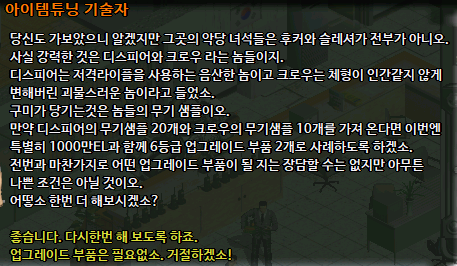 아이템튜닝 기술자
당신도 가보았으니 알겠지만 그곳의 악당 녀석들은 후커와 슬레셔가 전부가 아니오.
사실 강력한 것은 디스피어와 크로우 라는 놈들이지.
디스피어는 저격라이플을 사용하는 음산한 놈이고 크로우는 체형이 인간같지 않게
변해버린 괴물스러운 놈이라고 들었소.
구미가 당기는것은 놈들의 무기 샘플이오.
만약 디스피어의 무기샘플 20개와 크로우의 무기샘플 10개를 가져 온다면 이번엔
특별히 1000만EL과 함께 6등급 업그레이드 부품 2개로 사례하도록 하겠소.
전번과 마찬가지로 어떤 업그레이드 부품이 될 지는 장담할 수는 없지만 아무튼
나쁜 조건은 아닐 것이오.
어떻소 한번 더 해보시겠소?
좋습니다. 다시한번 해 보도록 하죠.
업그레이드 부품은 필요없소. 거절하겠소!